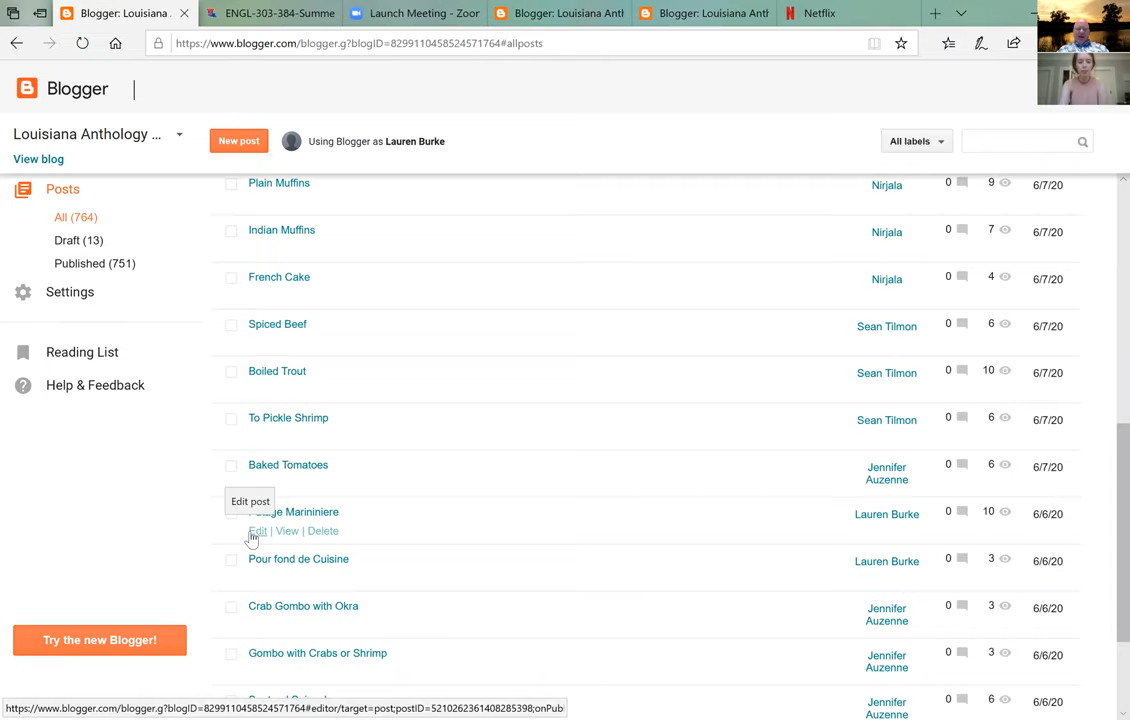 Blogger: Louisiana
ENGL-303-384-Summe
Launch Meeting - Zoor
Blogger: Louisiana Anth
Blogger: Louisiana Anth
Netflix
https://www.blogger.com/blogger.g?blogID=8299110458524571764#allposts
Blogger
Louisiana Anthology ...
New post
Using Blogger as Lauren Burke
All labels
View blog
Posts
All (764)
Draft (13)
Published (751)
Settings
Reading List
Help & Feedback
Try the new Blogger!
Plain Muffins Nirjala 0 9 6/7/20
Indian Muffins Nirjala 0 7 6/7/20
French Cake Nirjala 0 4 6/7/20
Spiced Beef Sean Tilmon 0 6 6/7/20
Boiled Trout Sean Tilmon 0 10 6/7/20
To Pickle Shrimp Sean Tilmon 0 6 6/7/20
Baked Tomatoes Jennifer Auzenne 0 6 6/7/20
Edit post
Marininiere Lauren Burke 0 10 6/6/20
Edit | View | Delete
Pour fond de Cuisine Lauren Burke 0 3 6/6/20
Crab Gombo with Okra Jennifer Auzenne 0 3 6/6/20
Gombo with Crabs or Shrimp Jennifer Auzenne 0 3 6/6/20
Jennifer Auzenne 0 6 6/6/20
https://www.blogger.com/blogger.g?blogID=8299110458524571764#editor/target=post;postID=5210262361408285398;onPub